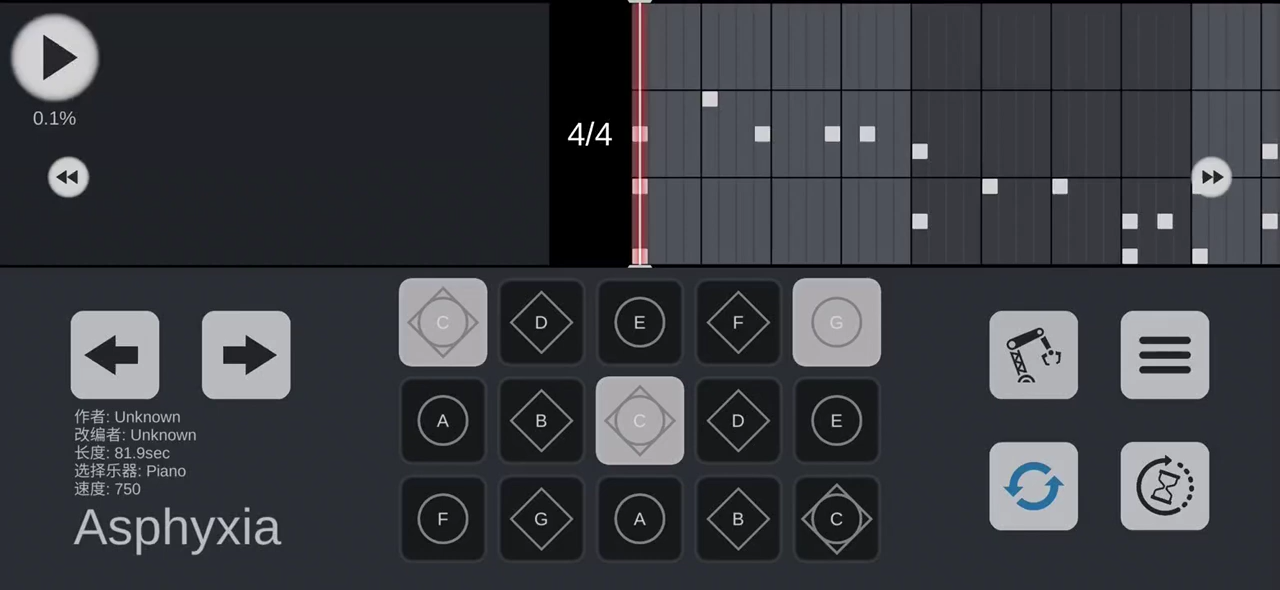 0.1%
4/4
C D E F G
A B C D E
F G A B C
作者: Unknown
改编者: Unknown
长度: 81.9sec
选择乐器: Piano
速度: 750
Asphyxia